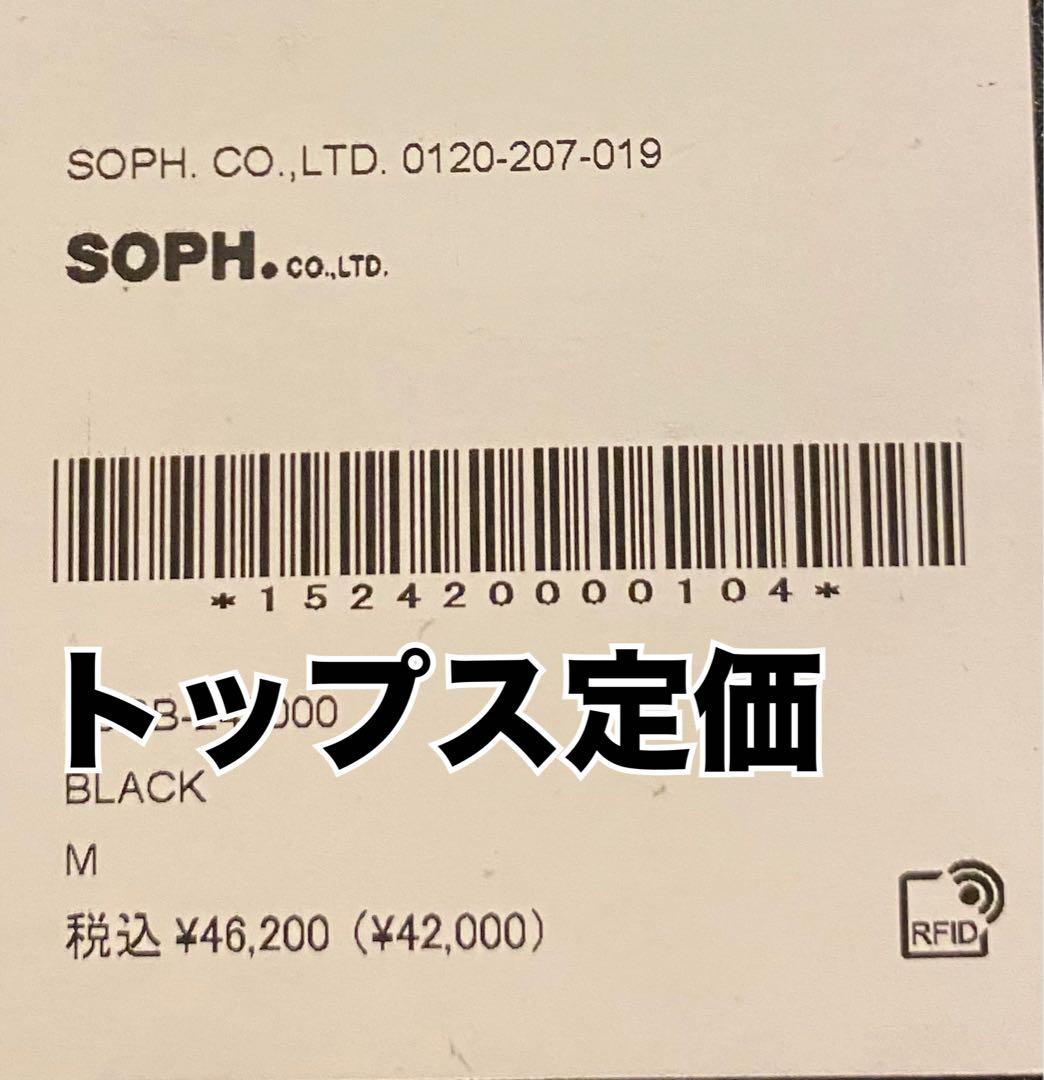 SOPH. CO.,LTD. 0120-207-019
SOPH. CO.,LTD.
*152420000104*
トップス定価
BLACK
M
税込 ¥46,200 (¥42,000)
RFID